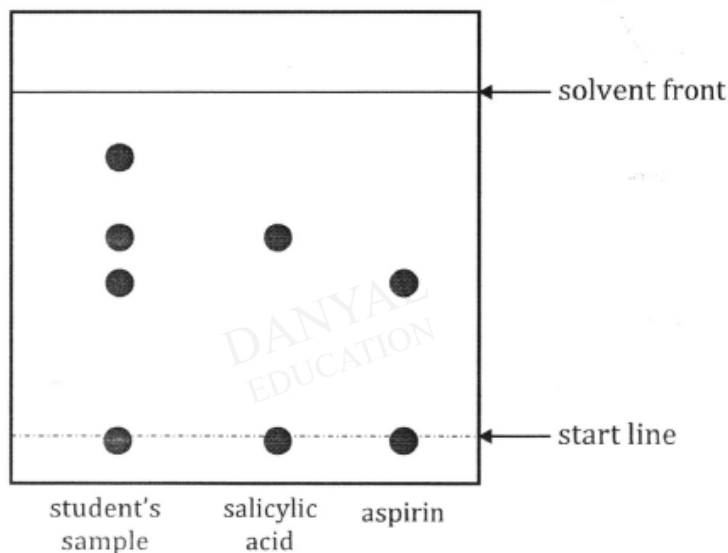 solvent front
DANYAL
EDUCATION
start line
student's
sample
salicylic
acid
aspirin